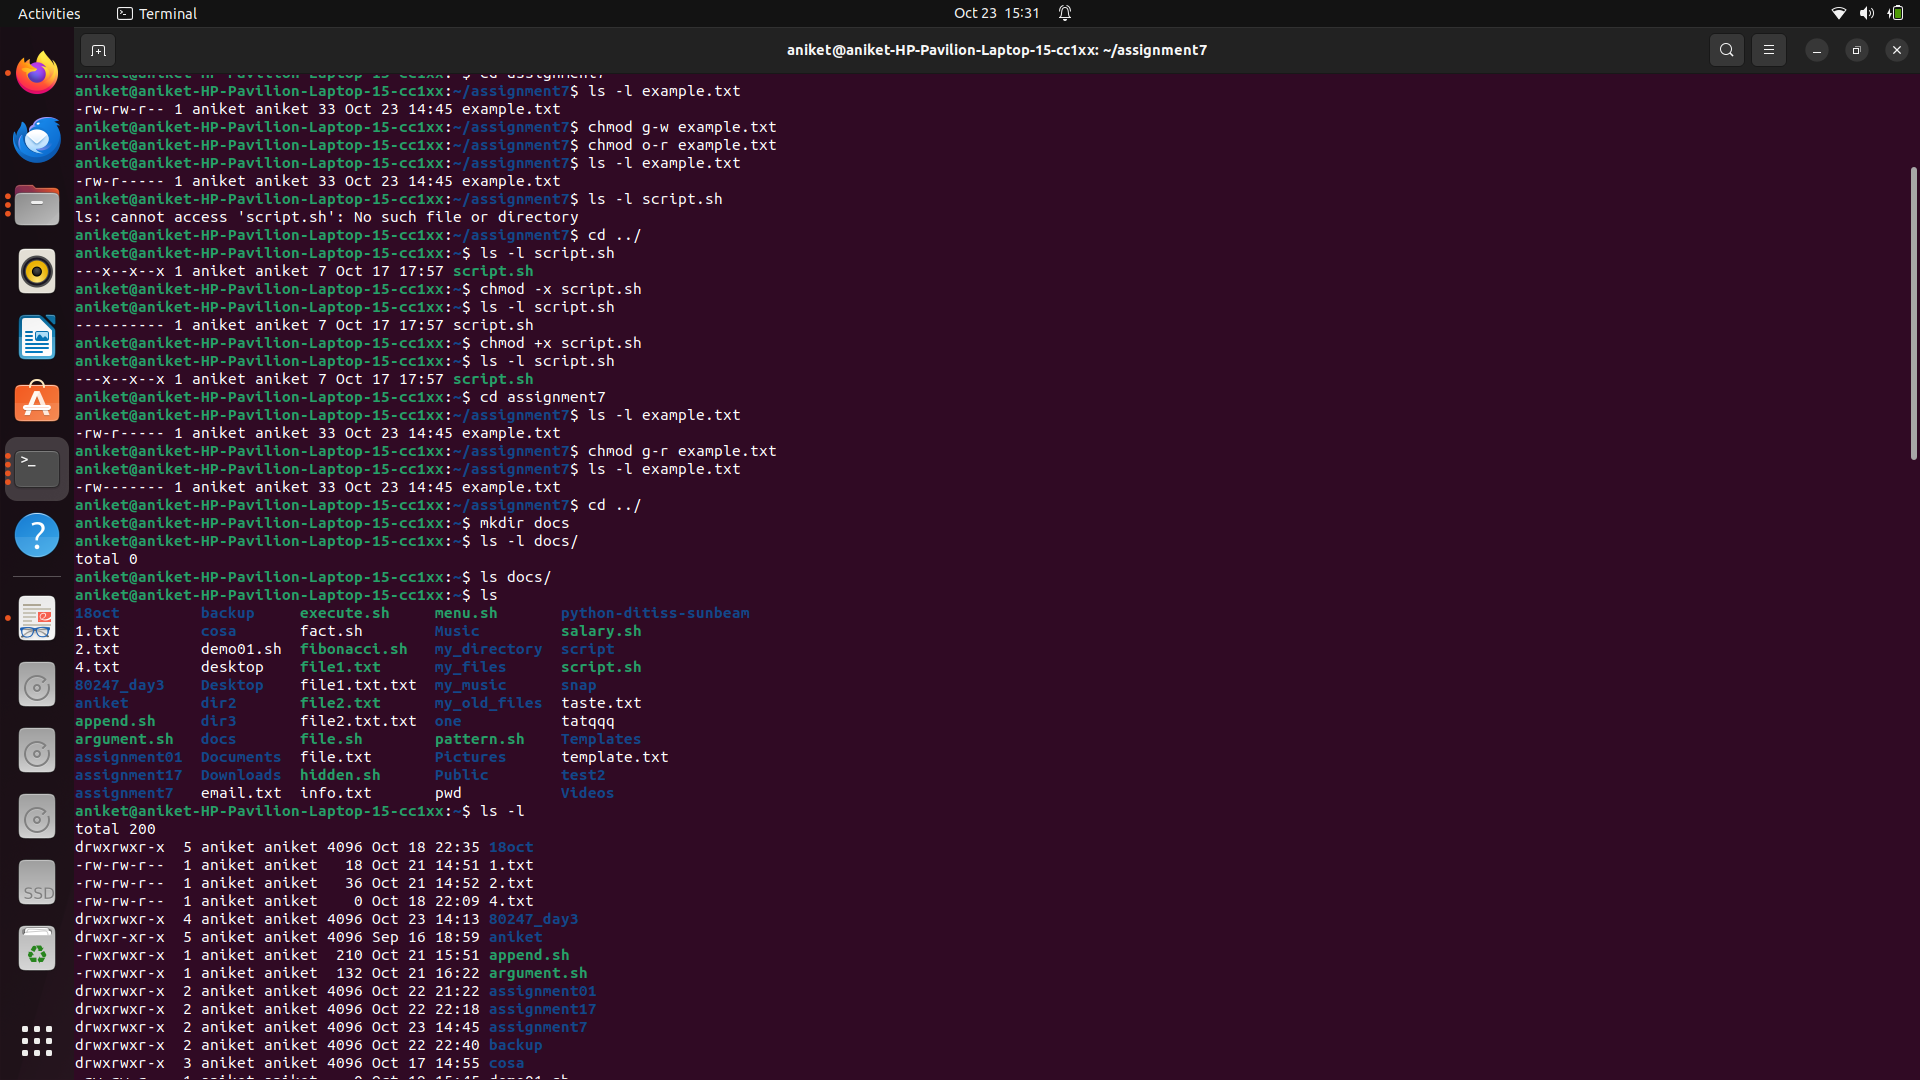 Activities
Terminal
Oct 23 15:31
aniket@aniket-HP-Pavilion-Laptop-15-cc1xx: ~/assignment7
aniket@aniket-HP-Pavilion-Laptop-15-cc1xx:~$ cd assignment7
aniket@aniket-HP-Pavilion-Laptop-15-cc1xx:~/assignment7$ ls -l example.txt
-rw-rw-r-- 1 aniket aniket 33 Oct 23 14:45 example.txt
aniket@aniket-HP-Pavilion-Laptop-15-cc1xx:~/assignment7$ chmod g-w example.txt
aniket@aniket-HP-Pavilion-Laptop-15-cc1xx:~/assignment7$ chmod o-r example.txt
aniket@aniket-HP-Pavilion-Laptop-15-cc1xx:~/assignment7$ ls -l example.txt
-rw-r----- 1 aniket aniket 33 Oct 23 14:45 example.txt
aniket@aniket-HP-Pavilion-Laptop-15-cc1xx:~/assignment7$ ls -l script.sh
ls: cannot access 'script.sh': No such file or directory
aniket@aniket-HP-Pavilion-Laptop-15-cc1xx:~/assignment7$ cd ../
aniket@aniket-HP-Pavilion-Laptop-15-cc1xx:~$ ls -l script.sh
---x--x--x 1 aniket aniket 7 Oct 17 17:57 script.sh
aniket@aniket-HP-Pavilion-Laptop-15-cc1xx:~$ chmod -x script.sh
aniket@aniket-HP-Pavilion-Laptop-15-cc1xx:~$ ls -l script.sh
---------- 1 aniket aniket 7 Oct 17 17:57 script.sh
aniket@aniket-HP-Pavilion-Laptop-15-cc1xx:~$ chmod +x script.sh
aniket@aniket-HP-Pavilion-Laptop-15-cc1xx:~$ ls -l script.sh
---x--x--x 1 aniket aniket 7 Oct 17 17:57 script.sh
aniket@aniket-HP-Pavilion-Laptop-15-cc1xx:~$ cd assignment7
aniket@aniket-HP-Pavilion-Laptop-15-cc1xx:~/assignment7$ ls -l example.txt
-rw-r----- 1 aniket aniket 33 Oct 23 14:45 example.txt
aniket@aniket-HP-Pavilion-Laptop-15-cc1xx:~/assignment7$ chmod g-r example.txt
aniket@aniket-HP-Pavilion-Laptop-15-cc1xx:~/assignment7$ ls -l example.txt
-rw------- 1 aniket aniket 33 Oct 23 14:45 example.txt
aniket@aniket-HP-Pavilion-Laptop-15-cc1xx:~/assignment7$ cd ../
aniket@aniket-HP-Pavilion-Laptop-15-cc1xx:~$ mkdir docs
aniket@aniket-HP-Pavilion-Laptop-15-cc1xx:~$ ls -l docs/
total 0
aniket@aniket-HP-Pavilion-Laptop-15-cc1xx:~$ ls docs/
aniket@aniket-HP-Pavilion-Laptop-15-cc1xx:~$ ls
18oct backup execute.sh menu.sh python-ditiss-sunbeam
1.txt cosa fact.sh Music salary.sh
2.txt demo01.sh fibonacci.sh my_directory script
4.txt desktop file1.txt my_files script.sh
80247_day3 Desktop file1.txt.txt my_music snap
aniket dir2 file2.txt my_old_files taste.txt
append.sh dir3 file2.txt.txt one tatqqq
argument.sh docs file.sh pattern.sh Templates
assignment01 Documents file.txt Pictures template.txt
assignment17 Downloads hidden.sh Public test2
assignment7 email.txt info.txt pwd Videos
aniket@aniket-HP-Pavilion-Laptop-15-cc1xx:~$ ls -l
total 200
drwxrwxr-x 5 aniket aniket 4096 Oct 18 22:35 18oct
-rw-rw-r-- 1 aniket aniket 18 Oct 21 14:51 1.txt
-rw-rw-r-- 1 aniket aniket 36 Oct 21 14:52 2.txt
-rw-rw-r-- 1 aniket aniket 0 Oct 18 22:09 4.txt
drwxrwxr-x 4 aniket aniket 4096 Oct 23 14:13 80247_day3
drwxr-xr-x 5 aniket aniket 4096 Sep 16 18:59 aniket
-rwxrwxr-x 1 aniket aniket 210 Oct 21 15:51 append.sh
-rwxrwxr-x 1 aniket aniket 132 Oct 21 16:22 argument.sh
drwxrwxr-x 2 aniket aniket 4096 Oct 22 21:22 assignment01
drwxrwxr-x 2 aniket aniket 4096 Oct 22 22:18 assignment17
drwxrwxr-x 2 aniket aniket 4096 Oct 23 14:45 assignment7
drwxrwxr-x 2 aniket aniket 4096 Oct 22 22:40 backup
drwxrwxr-x 3 aniket aniket 4096 Oct 17 14:55 cosa
SSD